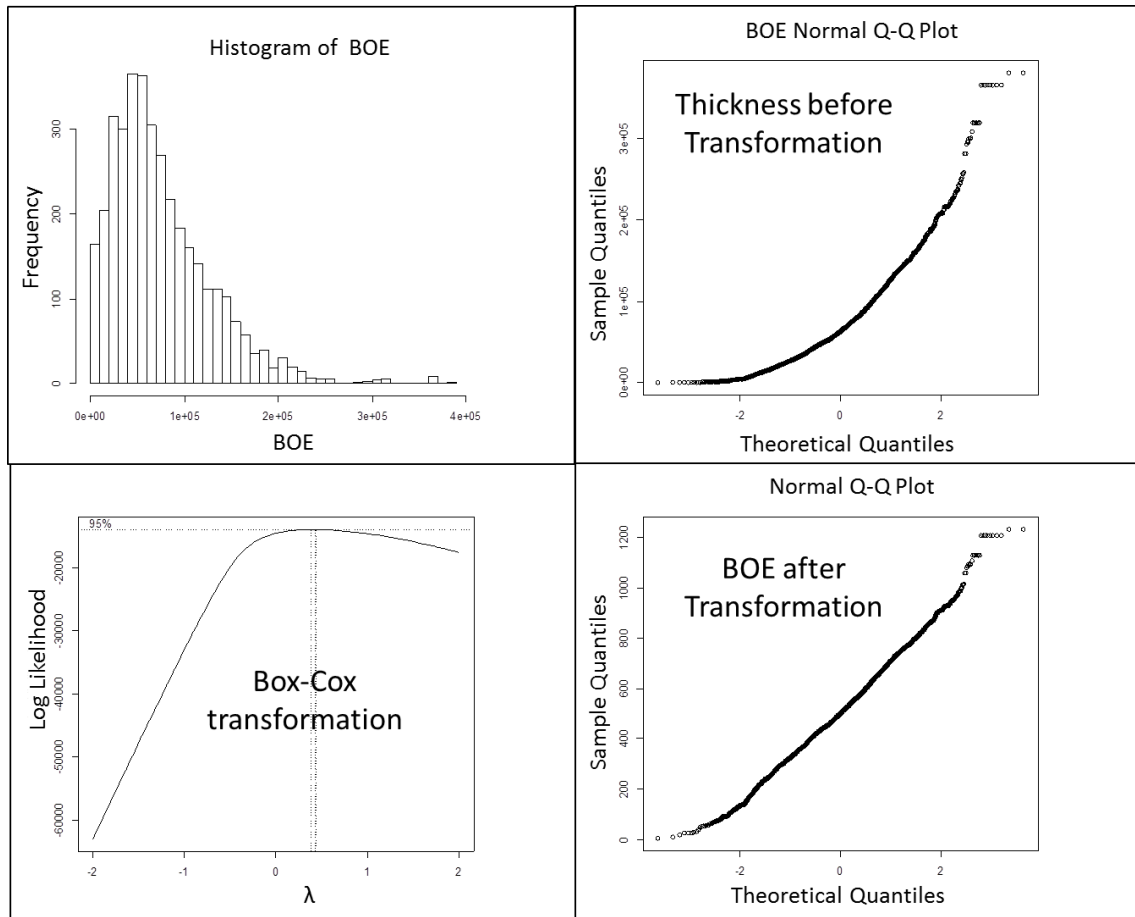 Histogram of BOE
Frequency
300
200
100
0
0e+00 1e+05 2e+05 3e+05 4e+05
BOE
BOE Normal Q-Q Plot
Thickness before
Transformation
Sample Quantiles
3e+05
2e+05
1e+05
0e+00
-2 0 2
Theoretical Quantiles
95%
Log Likelihood
-20000
-30000
-40000
-50000
-60000
Box-Cox
transformation
-2 -1 0 1 2
λ
Normal Q-Q Plot
BOE after
Transformation
Sample Quantiles
1200
1000
800
600
400
200
0
-2 0 2
Theoretical Quantiles